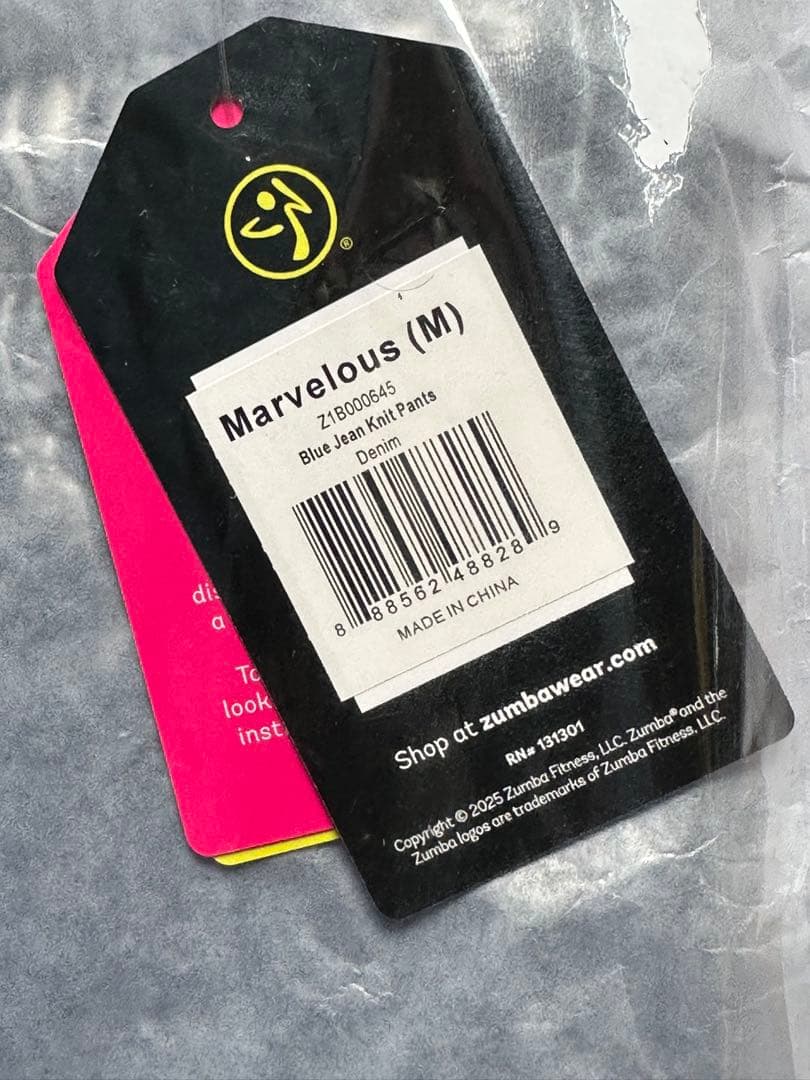 ®
Marvelous (M)
Z1B000645
Blue Jean Knit Pants
Denim
8 88562 48828 9
MADE IN CHINA
Shop at zumbawear.com
RN# 131301
Copyright © 2025 Zumba Fitness, LLC. Zumba® and the
Zumba logos are trademarks of Zumba Fitness, LLC.
a
look